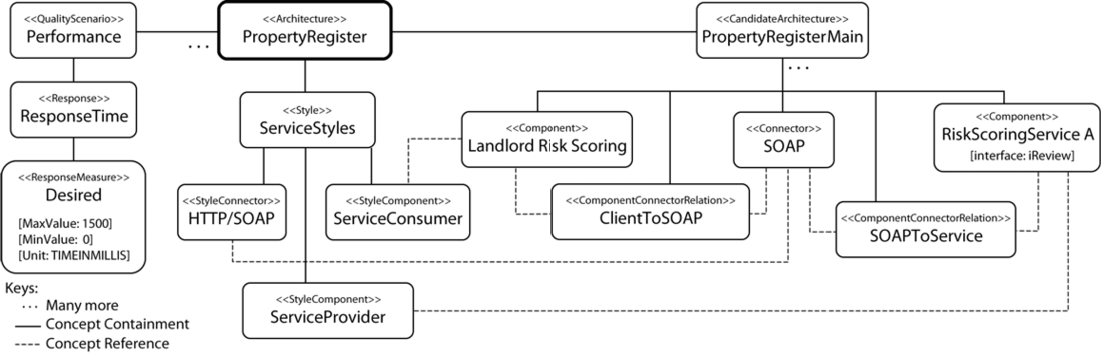 <<QualityScenario>>
Performance
...
<<Architecture>>
PropertyRegister
<<CandidateArchitecture>>
PropertyRegisterMain
...
<<Response>>
ResponseTime
<<Style>>
ServiceStyles
<<Component>>
Landlord Risk Scoring
<<Connector>>
SOAP
<<Component>>
RiskScoringService A
[interface: iReview]
<<ResponseMeasure>>
Desired
[MaxValue: 1500]
[MinValue: 0]
[Unit: TIMEINMILLIS]
<<StyleConnector>>
HTTP/SOAP
<<StyleComponent>>
ServiceConsumer
<<ComponentConnectorRelation>>
ClientToSOAP
<<ComponentConnectorRelation>>
SOAPToService
<<StyleComponent>>
ServiceProvider
Keys:
... Many more
Concept Containment
Concept Reference